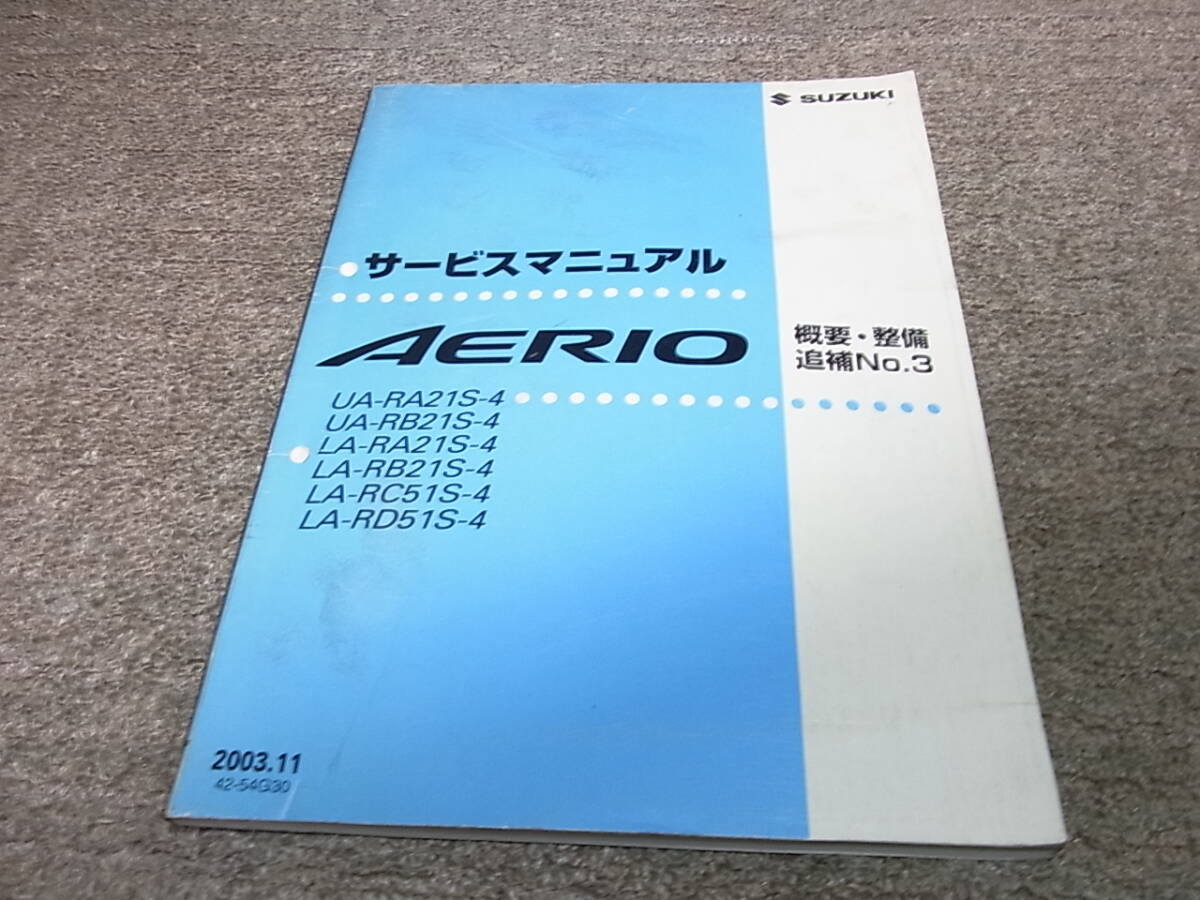 SUZUKI
サービスマニュアル
AERIO
概要・整備
追補No.3
UA-RA21S-4
UA-RB21S-4
LA-RA21S-4
LA-RB21S-4
LA-RC51S-4
LA-RD51S-4
2003.11
42-54G30